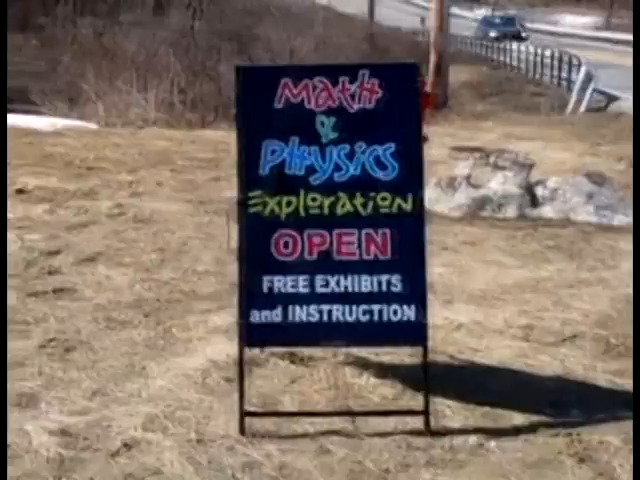 Math
&
Physics
Exploration
OPEN
FREE EXHIBITS
and INSTRUCTION